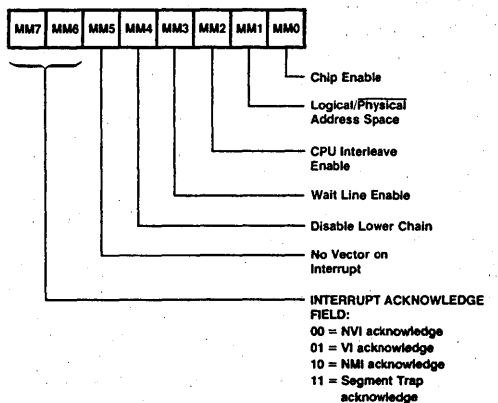 MM7 MM6 MM5 MM4 MM3 MM2 MM1 MM0
Chip Enable
Logical/Physical
Address Space
CPU Interleave
Enable
Wait Line Enable
Disable Lower Chain
No Vector on
Interrupt
INTERRUPT ACKNOWLEDGE
FIELD:
00 = NVI acknowledge
01 = VI acknowledge
10 = NMI acknowledge
11 = Segment Trap
acknowledge